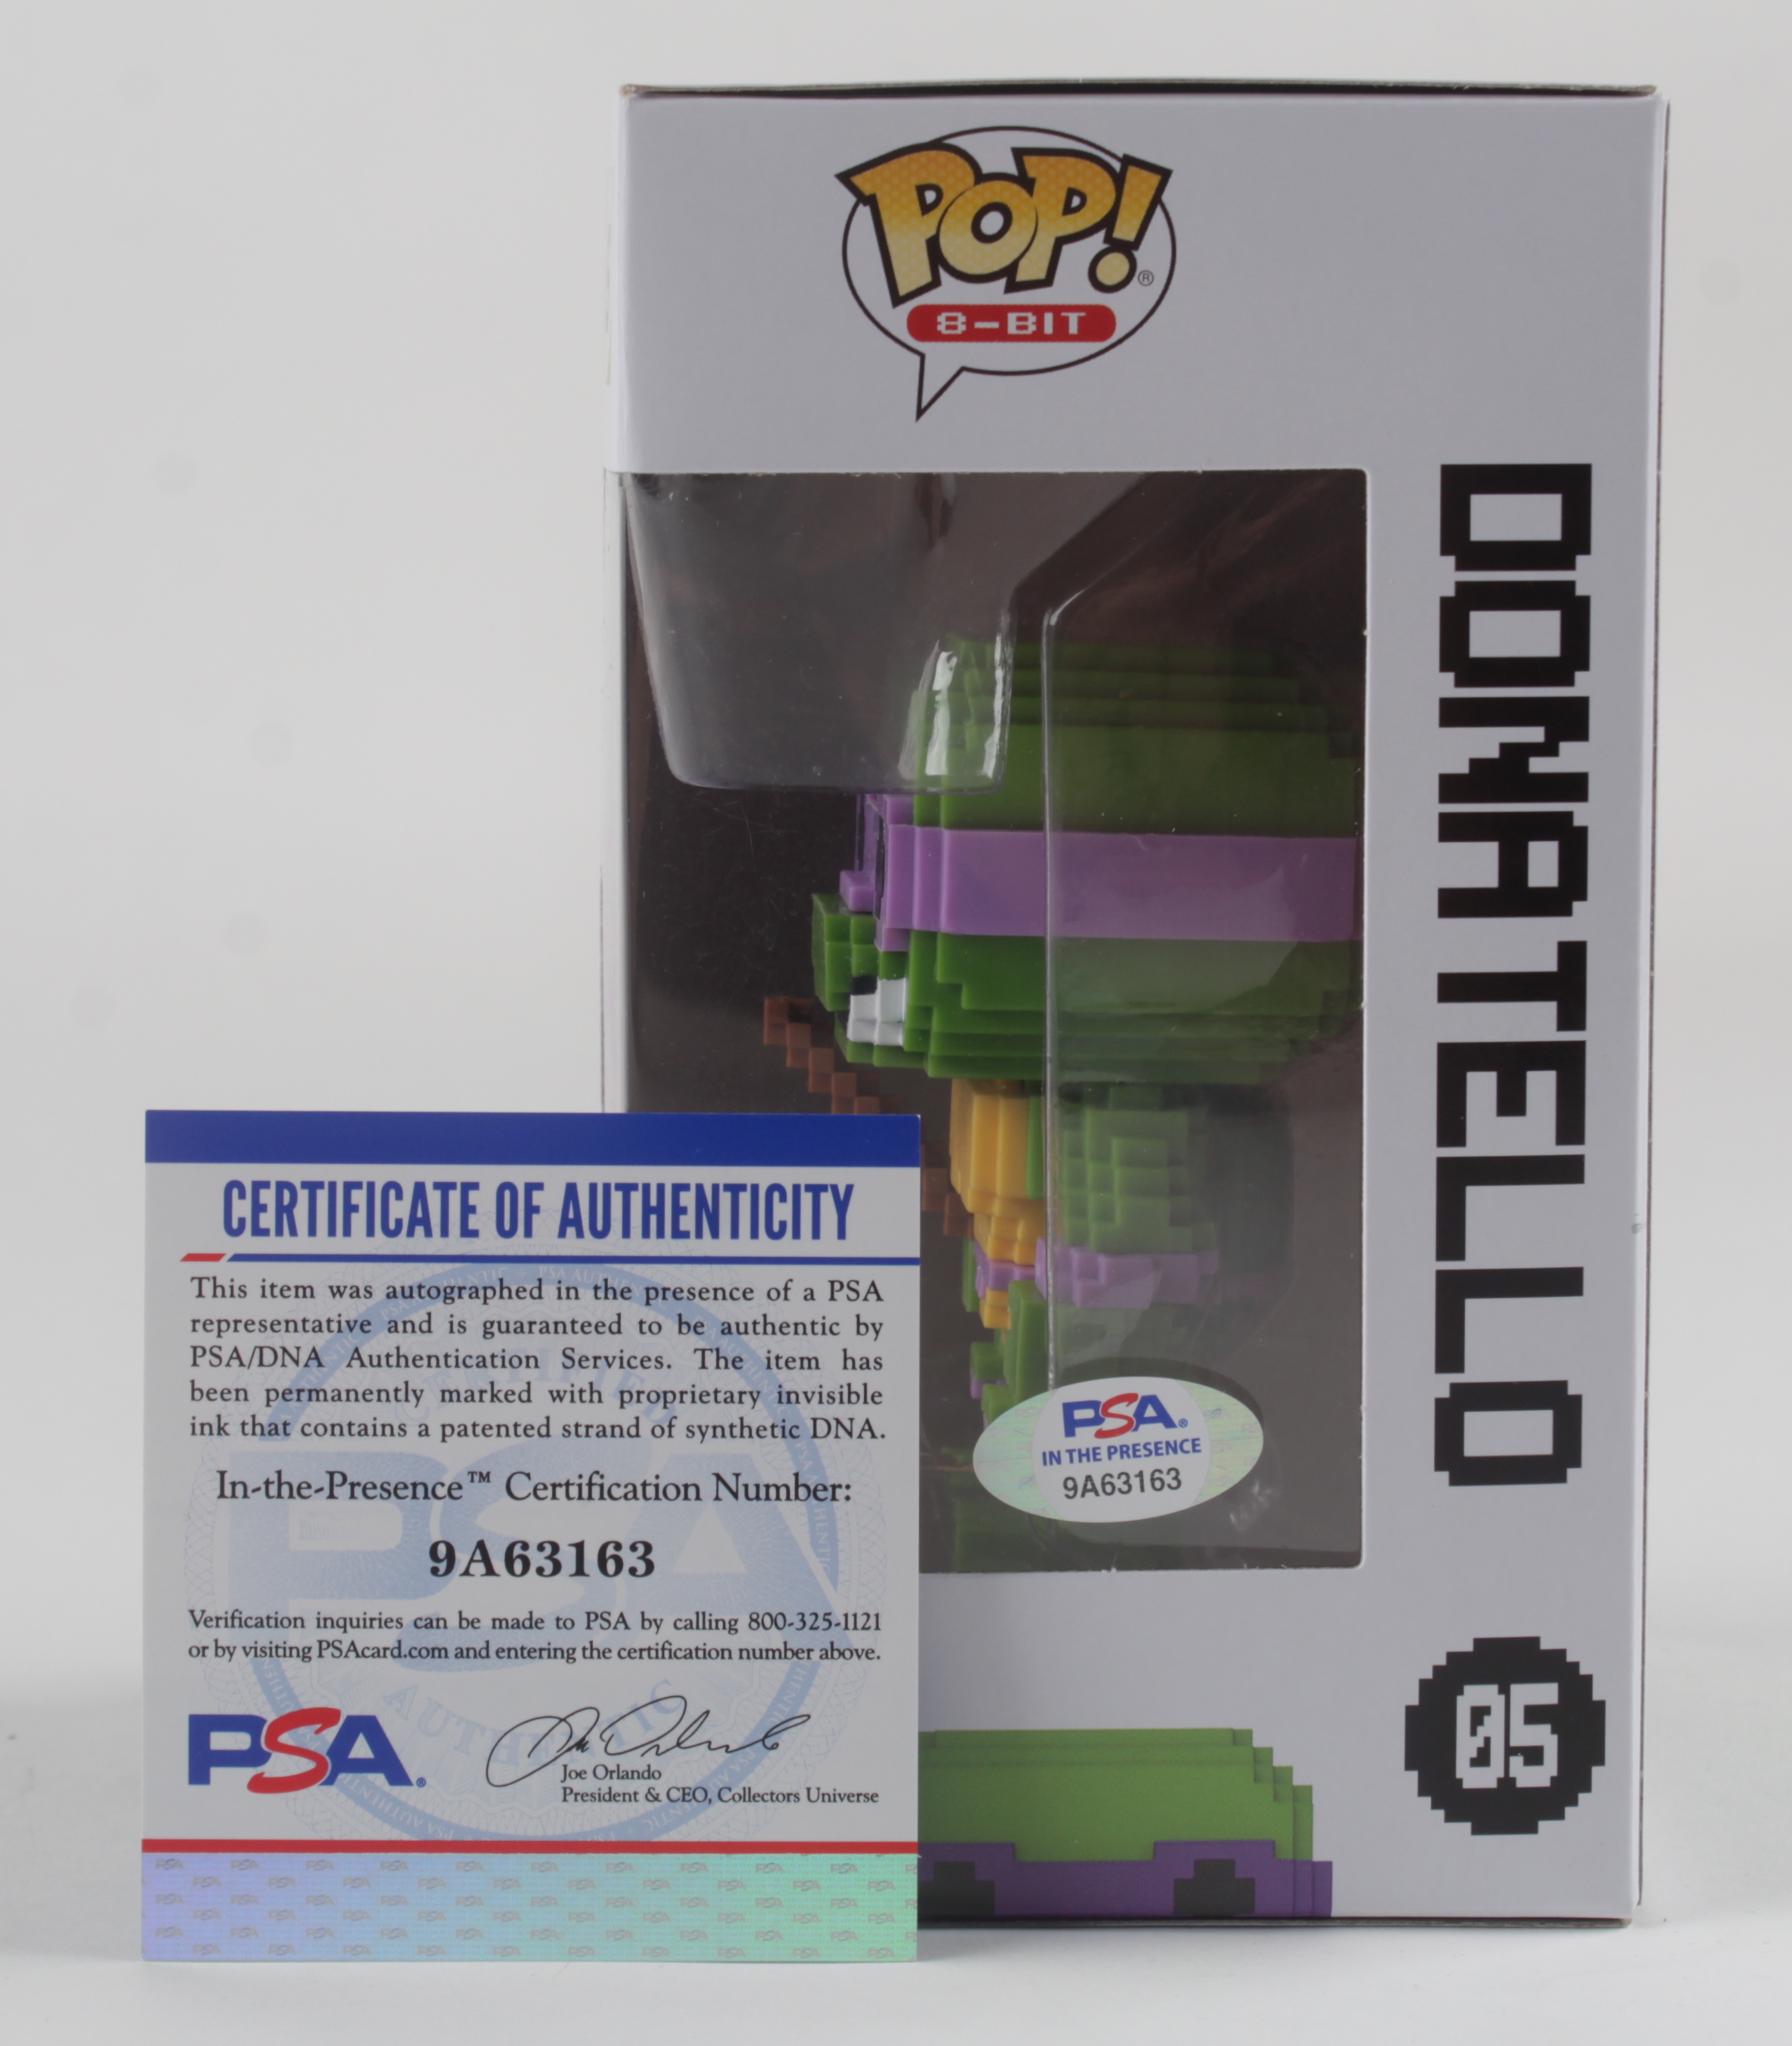 POP!®
8-BIT
DONATELLO
05
PSA®
IN THE PRESENCE
9A63163
CERTIFICATE OF AUTHENTICITY
This item was autographed in the presence of a PSA
representative and is guaranteed to be authentic by
PSA/DNA Authentication Services. The item has
been permanently marked with proprietary invisible
ink that contains a patented strand of synthetic DNA.
In-the-Presence™ Certification Number:
9A63163
Verification inquiries can be made to PSA by calling 800-325-1121
or by visiting PSAcard.com and entering the certification number above.
PSA®
Joe Orlando
President & CEO, Collectors Universe